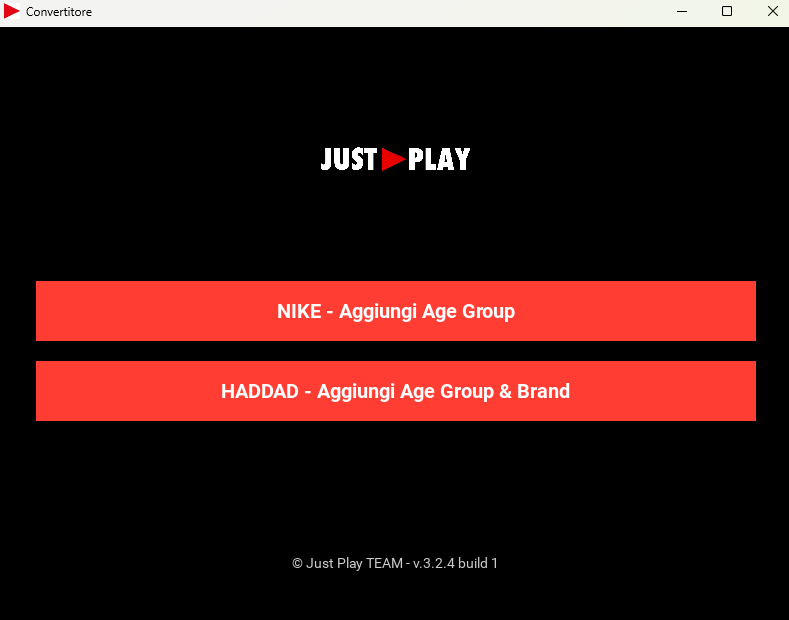 Convertitore
JUST PLAY
NIKE - Aggiungi Age Group
HADDAD - Aggiungi Age Group & Brand
© Just Play TEAM - v.3.2.4 build 1